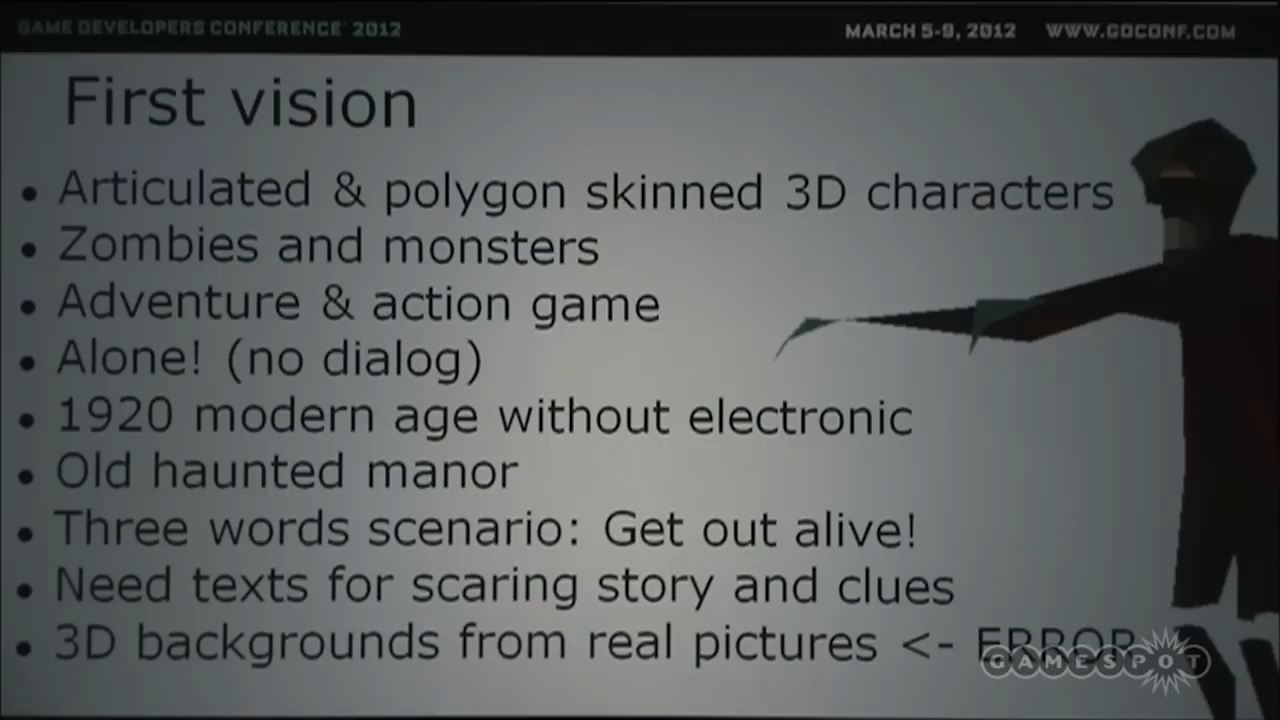 GAME DEVELOPERS CONFERENCE 2012
MARCH 5-9, 2012 WWW.GDCONF.COM
First vision
• Articulated & polygon skinned 3D characters
• Zombies and monsters
• Adventure & action game
• Alone! (no dialog)
• 1920 modern age without electronic
• Old haunted manor
• Three words scenario: Get out alive!
• Need texts for scaring story and clues
• 3D backgrounds from real pictures <- ERROR
GAMESPOT